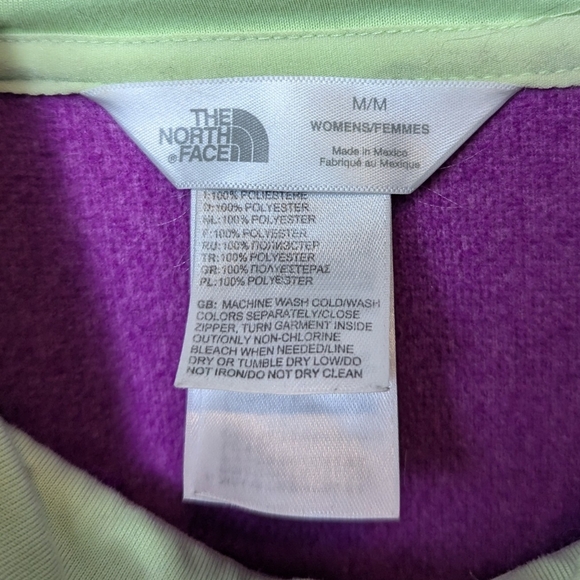 THE
NORTH
FACE
M/M
WOMENS/FEMMES
Made in Mexico
Fabriqué au Mexique
I:100% POLIESTERE
D:100% POLYESTER
NL:100% POLYESTER
F:100% POLYESTER
RU:100% ПОЛИЭСТЕР
TR:100% POLYESTER
GR:100% ΠΟΛΥΕΣΤΕΡΑΣ
PL:100% POLYESTER
GB: MACHINE WASH COLD/WASH
COLORS SEPARATELY/CLOSE
ZIPPER, TURN GARMENT INSIDE
OUT/ONLY NON-CHLORINE
BLEACH WHEN NEEDED/LINE
DRY OR TUMBLE DRY LOW/DO
NOT IRON/DO NOT DRY CLEAN